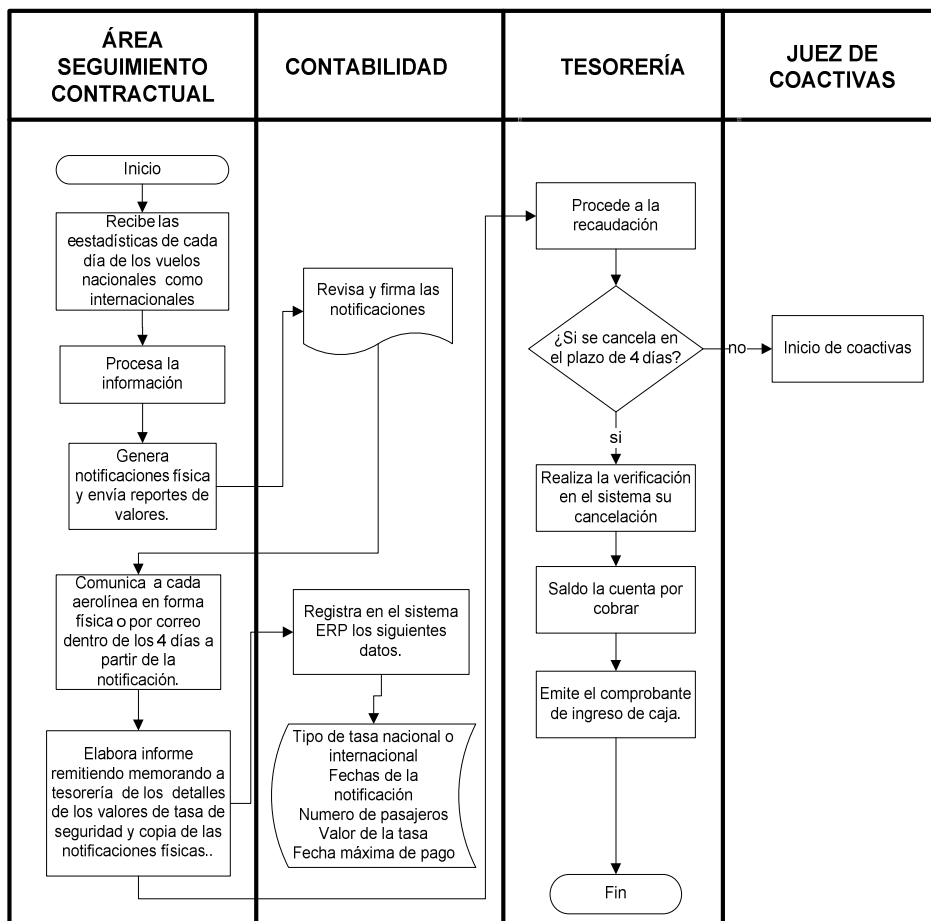 ÁREA
SEGUIMIENTO
CONTRACTUAL
CONTABILIDAD
TESORERÍA
JUEZ DE
COACTIVAS
Inicio
Recibe las
eestadísticas de cada
día de los vuelos
nacionales como
internacionales
Procesa la
información
Genera
notificaciones física
y envía reportes de
valores.
Comunica a cada
aerolínea en forma
física o por correo
dentro de los 4 días a
partir de la
notificación.
Elabora informe
remitiendo memorando a
tesorería de los detalles
de los valores de tasa de
seguridad y copia de las
notificaciones físicas..
Revisa y firma las
notificaciones
Registra en el sistema
ERP los siguientes
datos.
Tipo de tasa nacional o
internacional
Fechas de la
notificación
Numero de pasajeros
Valor de la tasa
Fecha máxima de pago
Procede a la
recaudación
¿Si se cancela en
el plazo de 4 días?
no
Inicio de coactivas
si
Realiza la verificación
en el sistema su
cancelación
Saldo la cuenta por
cobrar
Emite el comprobante
de ingreso de caja.
Fin